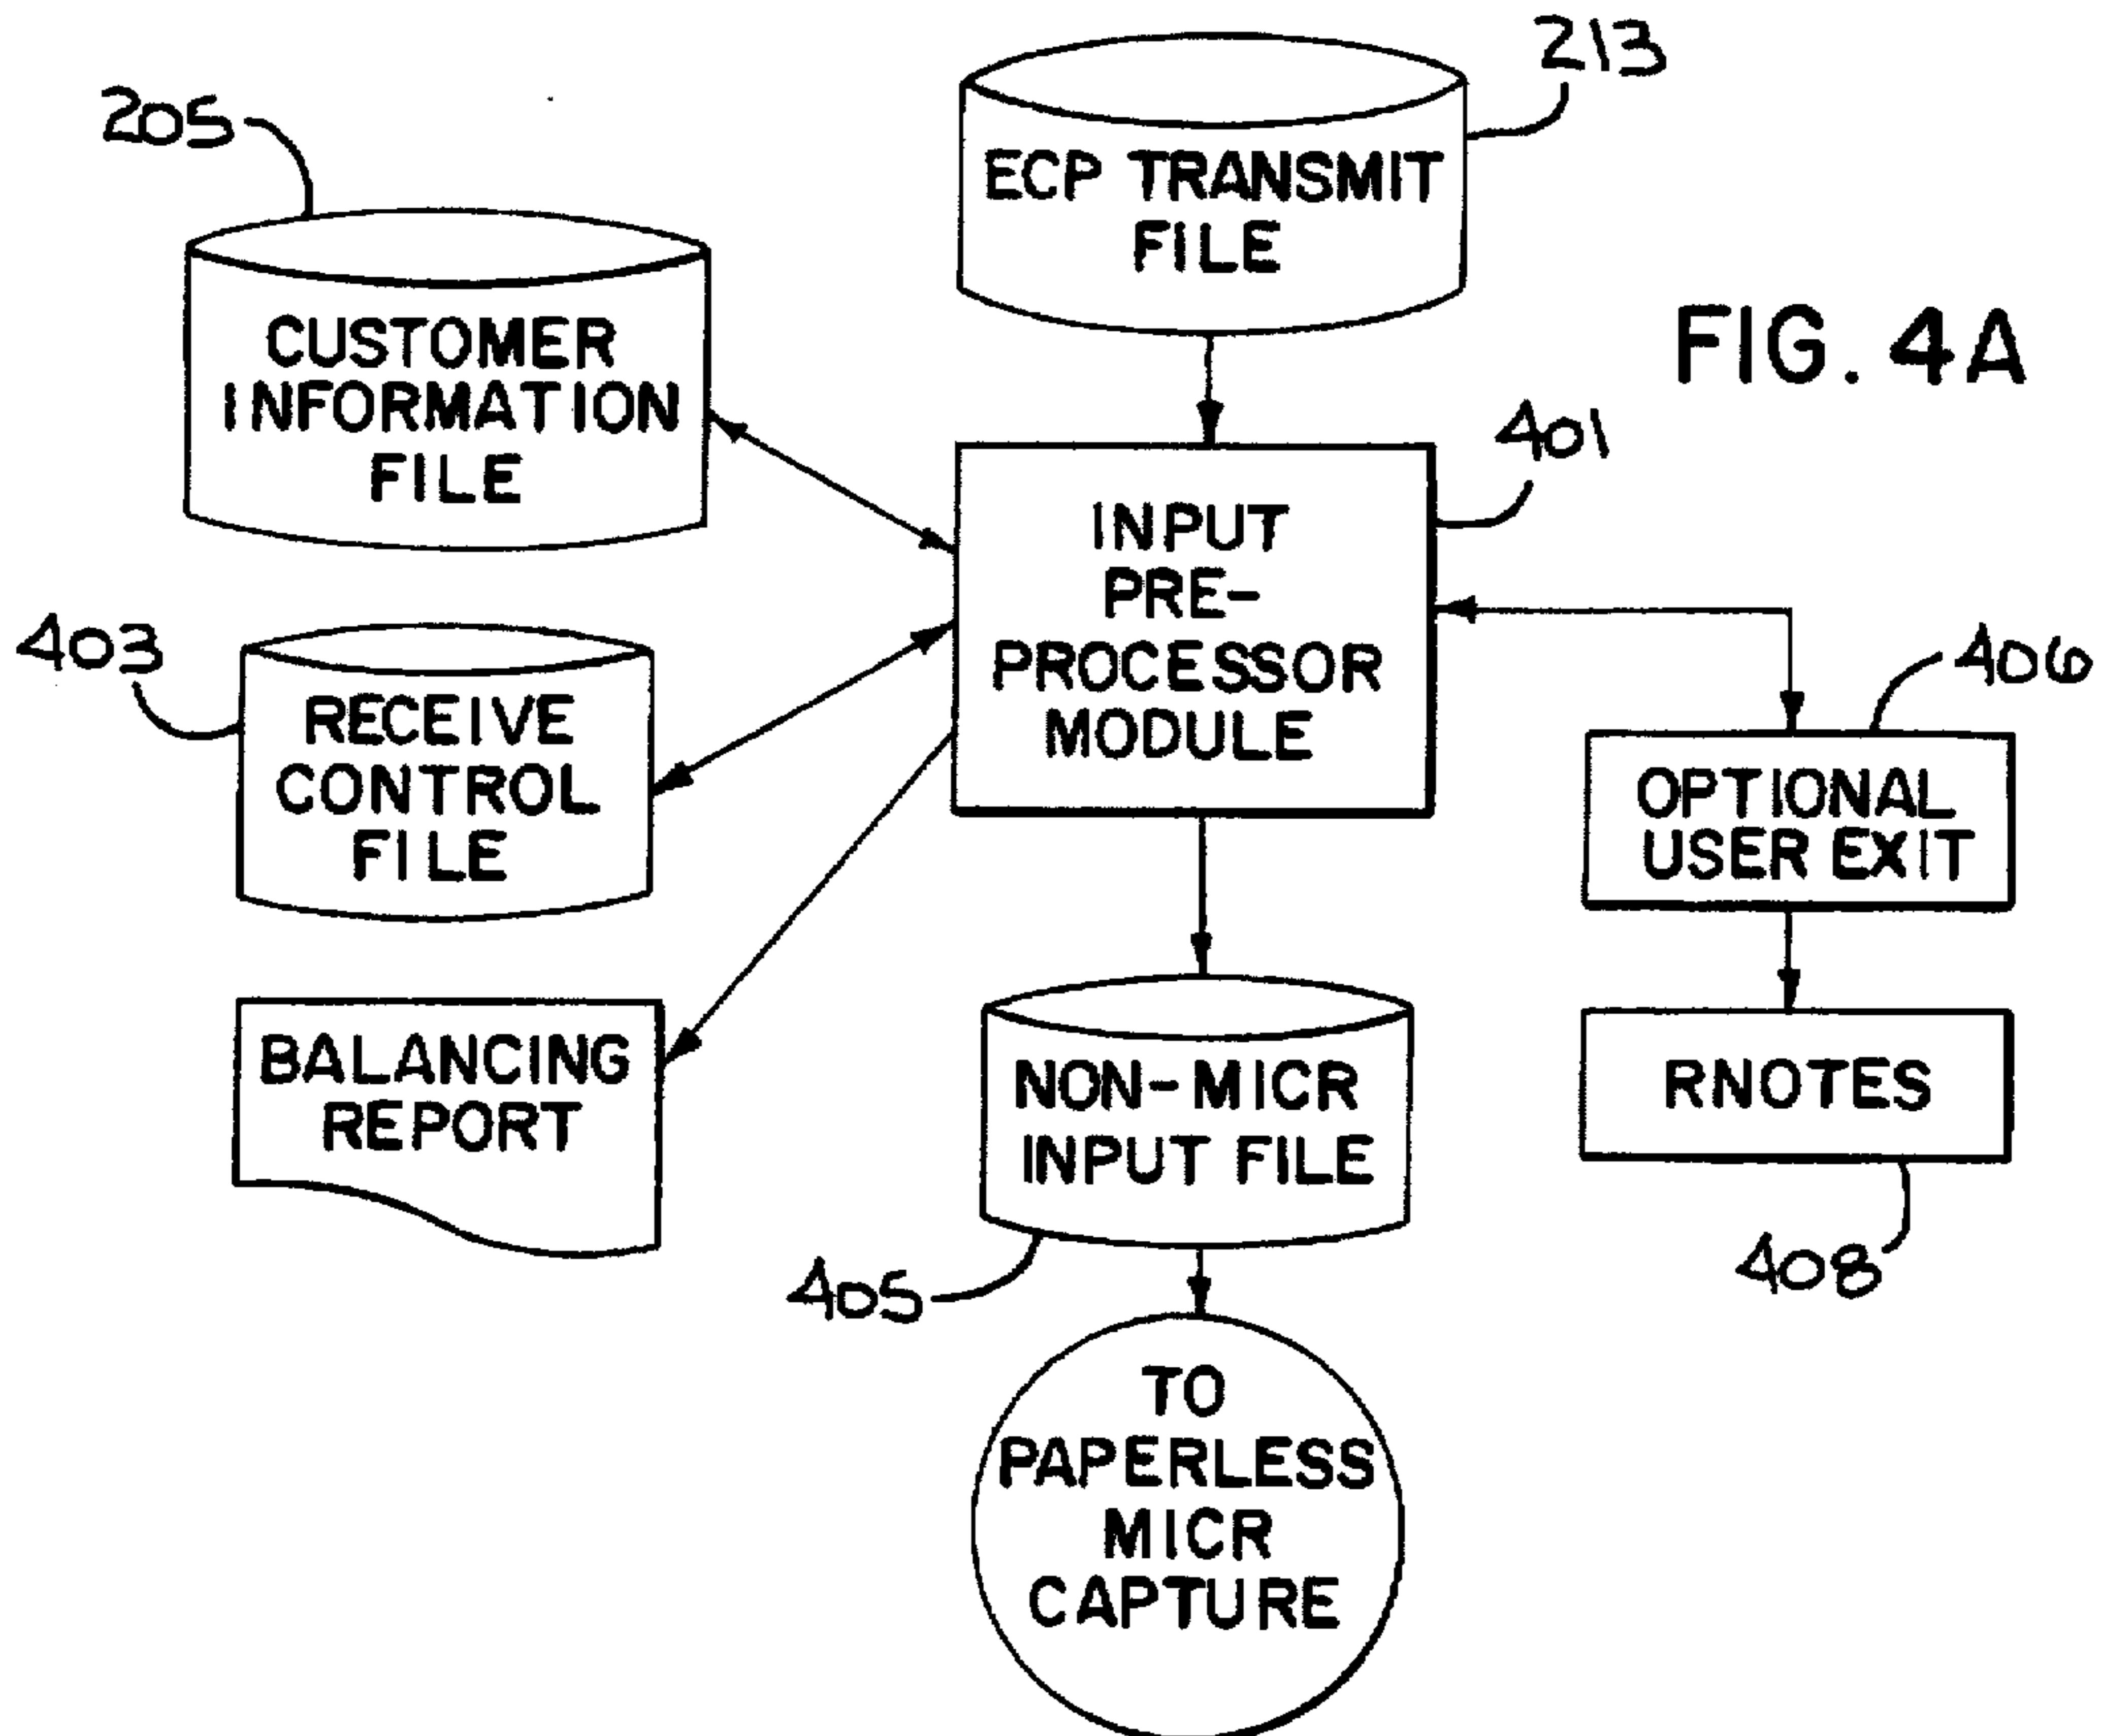 213
205
ECP TRANSMIT
FILE
FIG. 4A
CUSTOMER
INFORMATION
FILE
401
INPUT
PRE-
PROCESSOR
MODULE
403
RECEIVE
CONTROL
FILE
406
OPTIONAL
USER EXIT
BALANCING
REPORT
NON-MICR
INPUT FILE
RNOTES
405
408
TO
PAPERLESS
MICR
CAPTURE